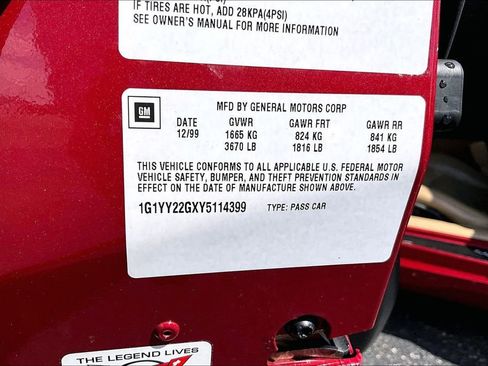 IF TIRES ARE HOT, ADD 28KPA(4PSI)
SEE OWNER'S MANUAL FOR MORE INFORMATION
GM
MFD BY GENERAL MOTORS CORP
DATE GVWR GAWR FRT GAWR RR
12/99 1665 KG 824 KG 841 KG
3670 LB 1816 LB 1854 LB
THIS VEHICLE CONFORMS TO ALL APPLICABLE U.S. FEDERAL MOTOR
VEHICLE SAFETY, BUMPER, AND THEFT PREVENTION STANDARDS IN
EFFECT ON THE DATE OF MANUFACTURE SHOWN ABOVE.
1G1YY22GXY5114399 TYPE: PASS CAR
THE LEGEND LIVES